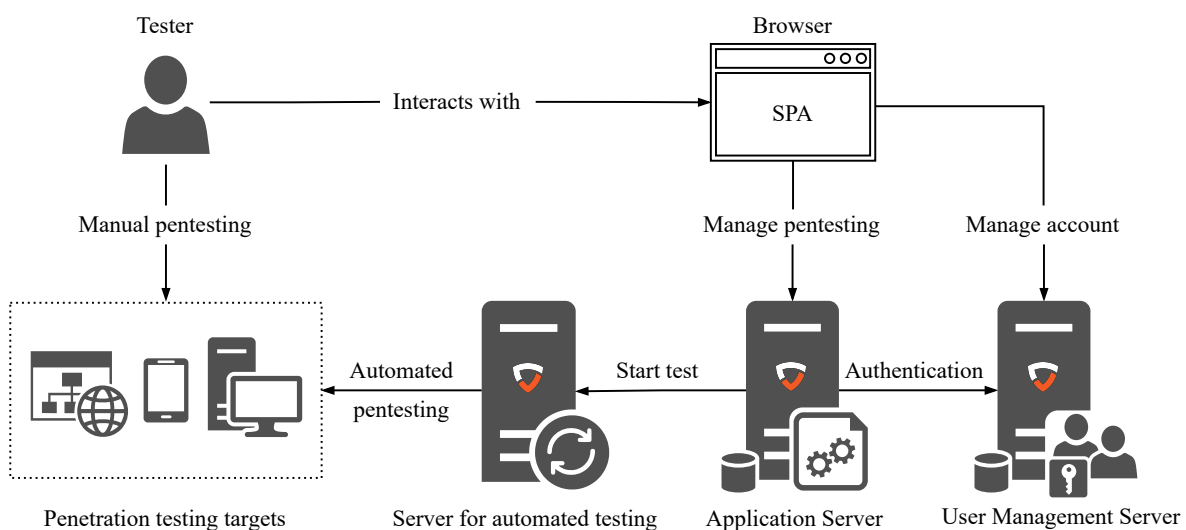 Tester
Browser
Interacts with
SPA
Manual pentesting
Manage pentesting
Manage account
Automated
pentesting
Start test
Authentication
Penetration testing targets
Server for automated testing
Application Server
User Management Server